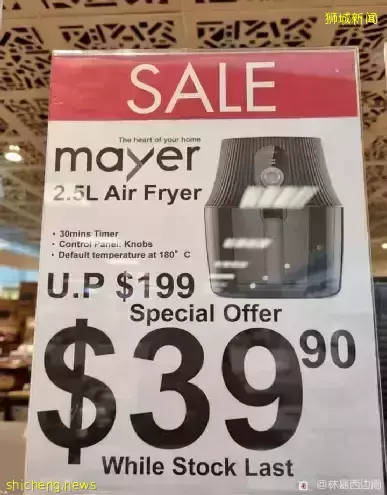 狮城新闻
SALE
The heart of your home
mayer
2.5L Air Fryer
• 30mins Timer
• Control Panel: Knobs
• Default temperature at 180° C
U.P $199
Special Offer
$39 90
While Stock Last
shicheng.news
@林嘉西边雨